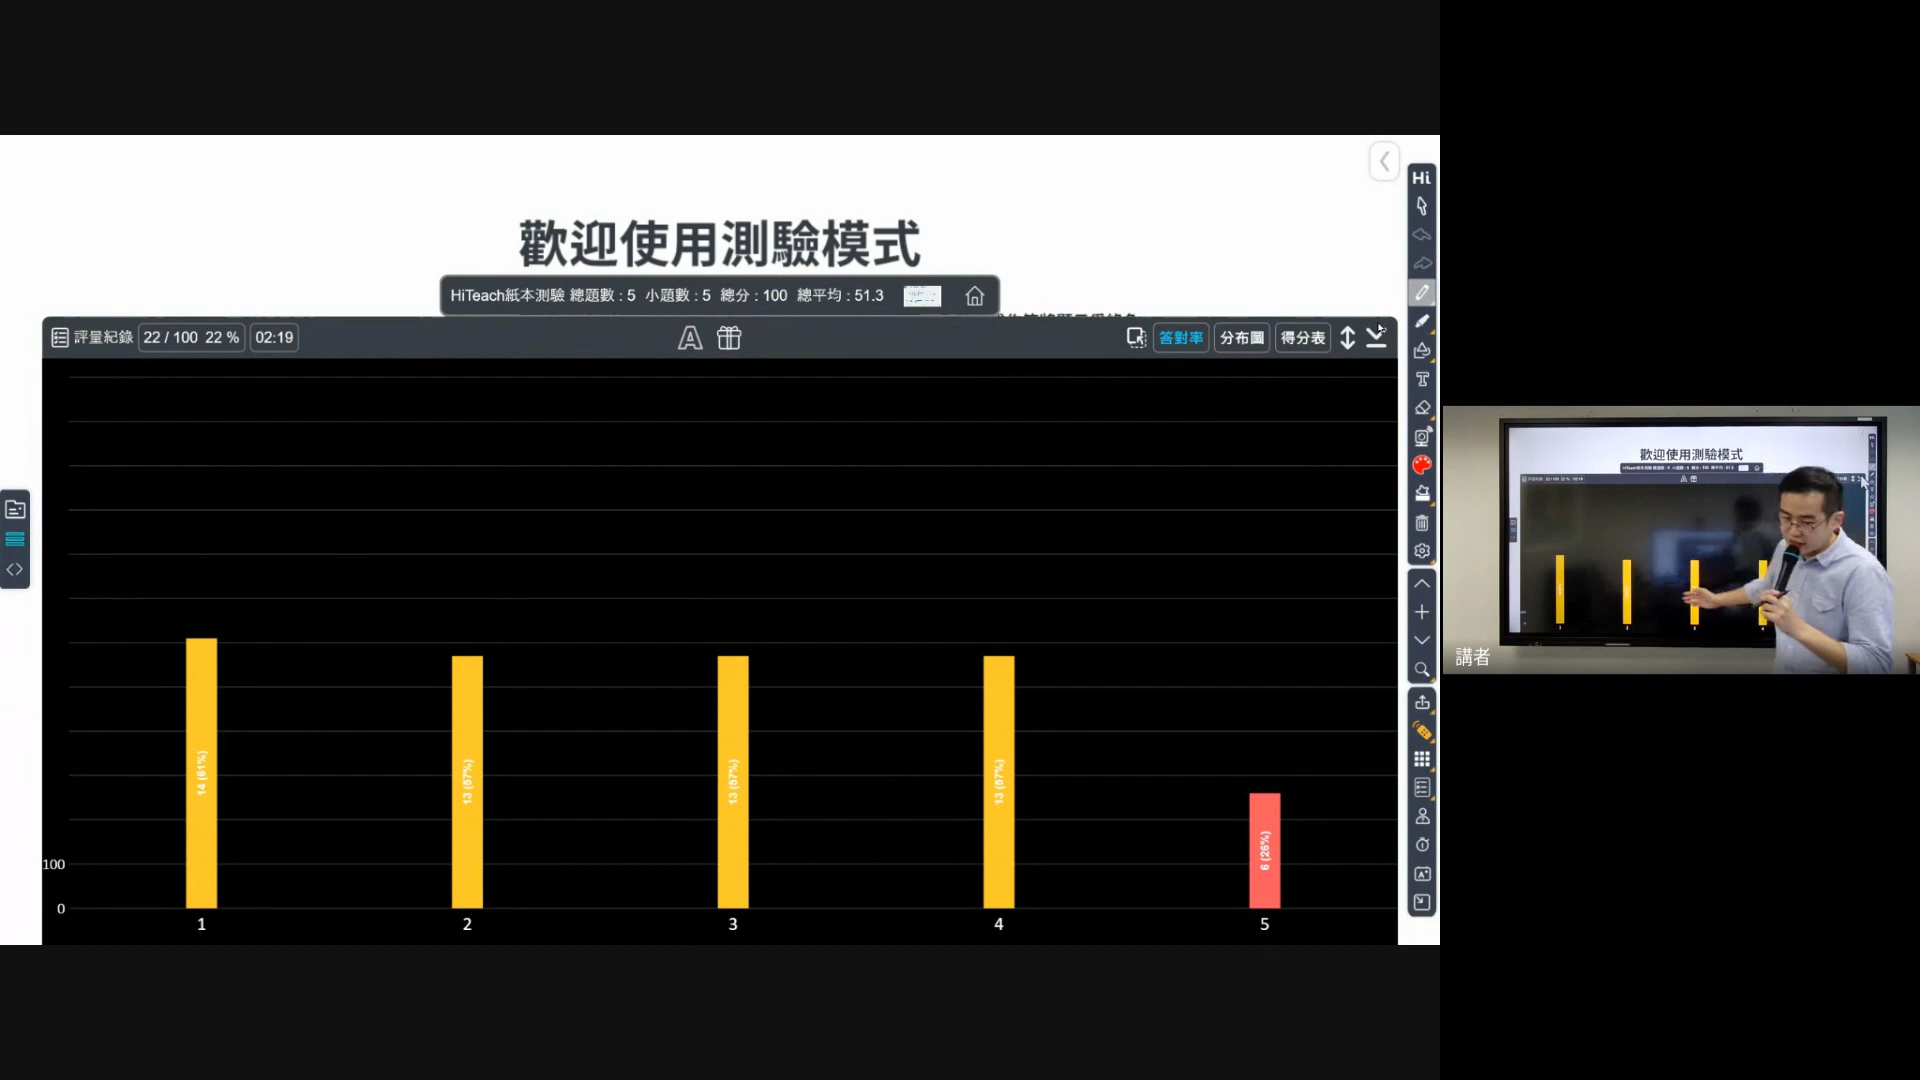 歡迎使用測驗模式
HiTeach紙本測驗 總題數 : 5 小題數 : 5 總分 : 100 總平均 : 51.3
評量紀錄 22 / 100 22 % 02:19
答對率 分布圖 得分表
Hi
14 (61%)
13 (57%)
13 (57%)
13 (57%)
6 (26%)
100
0
1 2 3 4 5
歡迎使用測驗模式
講者